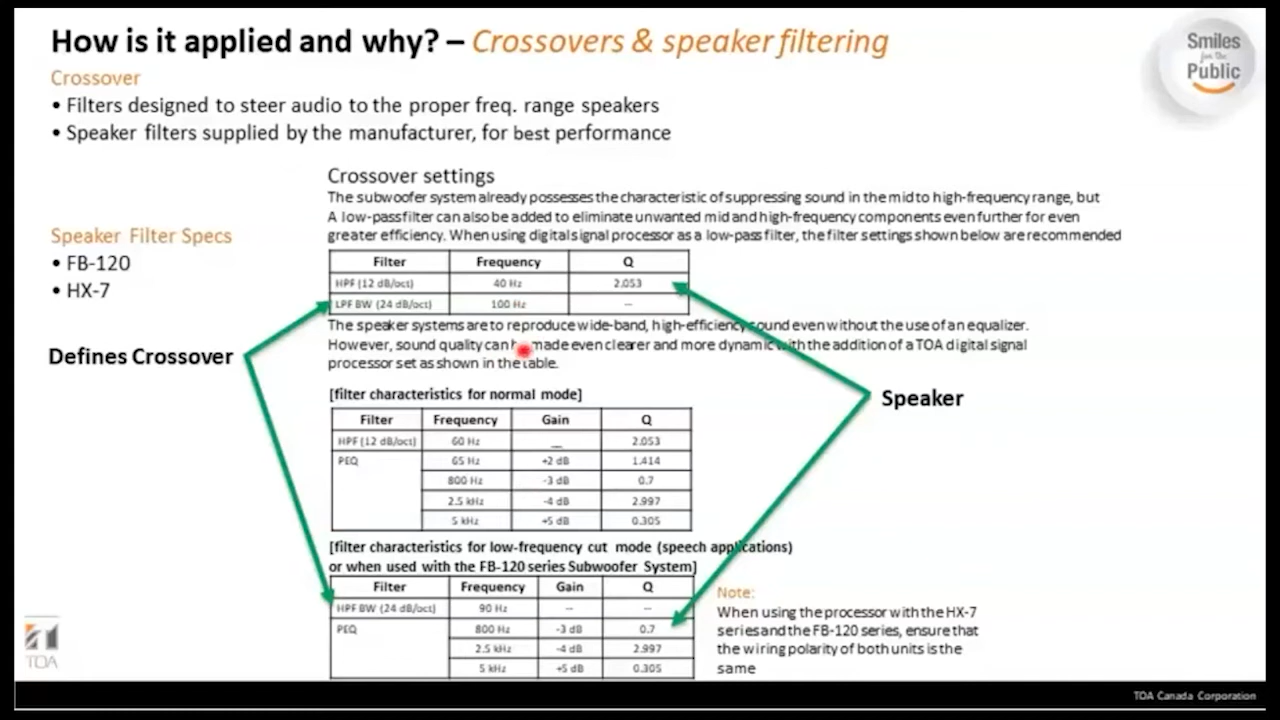 How is it applied and why? – Crossovers & speaker filtering
Smiles
for the
Public
Crossover
• Filters designed to steer audio to the proper freq. range speakers
• Speaker filters supplied by the manufacturer, for best performance
Crossover settings
The subwoofer system already possesses the characteristic of suppressing sound in the mid to high-frequency range, but
A low-pass filter can also be added to eliminate unwanted mid and high-frequency components even further for even
greater efficiency. When using digital signal processor as a low-pass filter, the filter settings shown below are recommended
Speaker Filter Specs
• FB-120
• HX-7
Filter Frequency Q
HPF (12 dB/oct) 40 Hz 2.053
LPF BW (24 dB/oct) 100 Hz --
The speaker systems are to reproduce wide-band, high-efficiency sound even without the use of an equalizer.
However, sound quality can be made even clearer and more dynamic with the addition of a TOA digital signal
processor set as shown in the table.
Defines Crossover
Speaker
[filter characteristics for normal mode]
Filter Frequency Gain Q
HPF (12 dB/oct) 60 Hz __ 2.053
PEQ 65 Hz +2 dB 1.414
800 Hz -3 dB 0.7
2.5 kHz -4 dB 2.997
5 kHz +5 dB 0.305
[filter characteristics for low-frequency cut mode (speech applications)
or when used with the FB-120 series Subwoofer System]
Filter Frequency Gain Q
HPF BW (24 dB/oct) 90 Hz -- --
PEQ 800 Hz -3 dB 0.7
2.5 kHz -4 dB 2.997
5 kHz +5 dB 0.305
Note:
When using the processor with the HX-7
series and the FB-120 series, ensure that
the wiring polarity of both units is the
same
TOA
TOA Canada Corporation